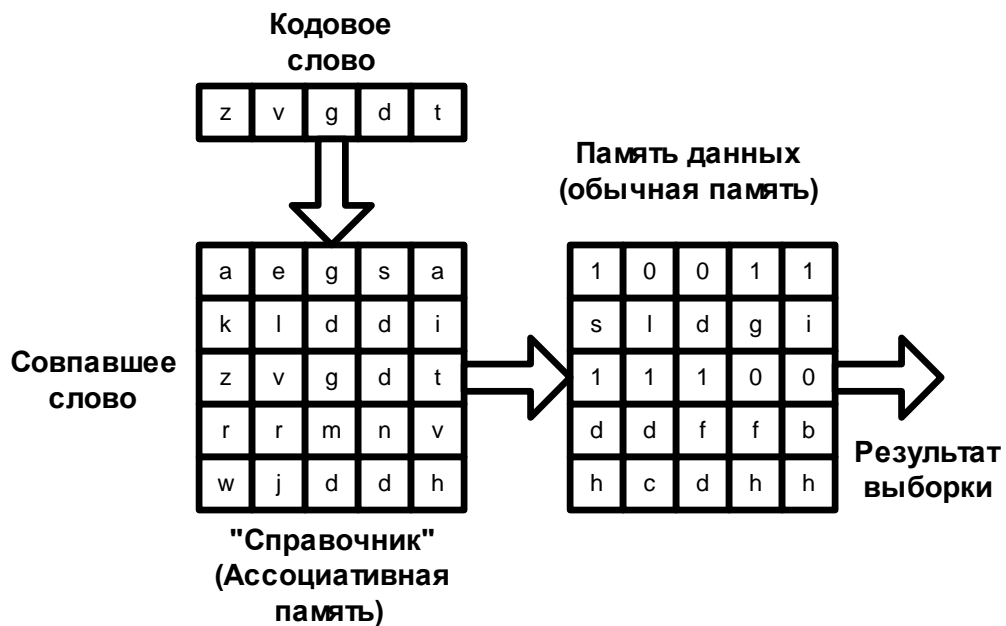 Кодовое
слово
z v g d t
Память данных
(обычная память)
a e g s a
k l d d i
z v g d t
r r m n v
w j d d h
1 0 0 1 1
s l d g i
1 1 1 0 0
d d f f b
h c d h h
Совпавшее
слово
Результат
выборки
"Справочник"
(Ассоциативная
память)